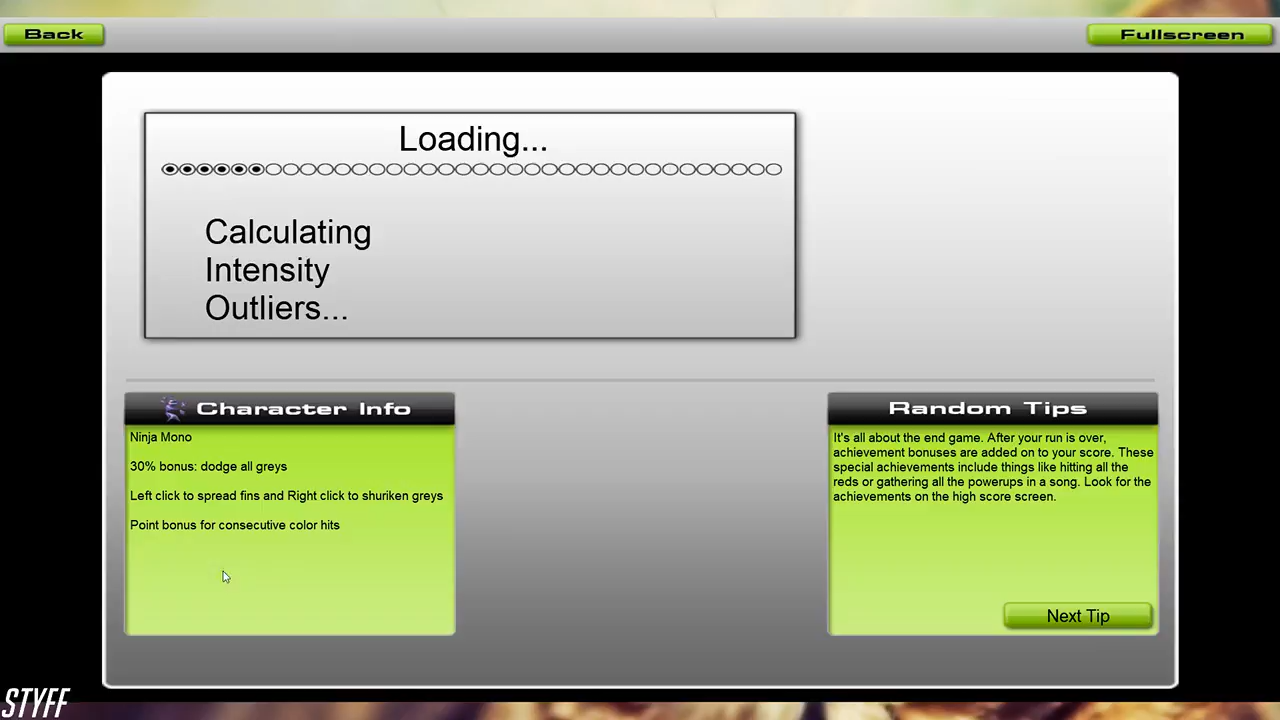 Back
Fullscreen
Loading...
Calculating
Intensity
Outliers...
Character Info
Ninja Mono
30% bonus: dodge all greys
Left click to spread fins and Right click to shuriken greys
Point bonus for consecutive color hits
Random Tips
It's all about the end game. After your run is over,
achievement bonuses are added on to your score. These
special achievements include things like hitting all the
reds or gathering all the powerups in a song. Look for the
achievements on the high score screen.
Next Tip
STYFF